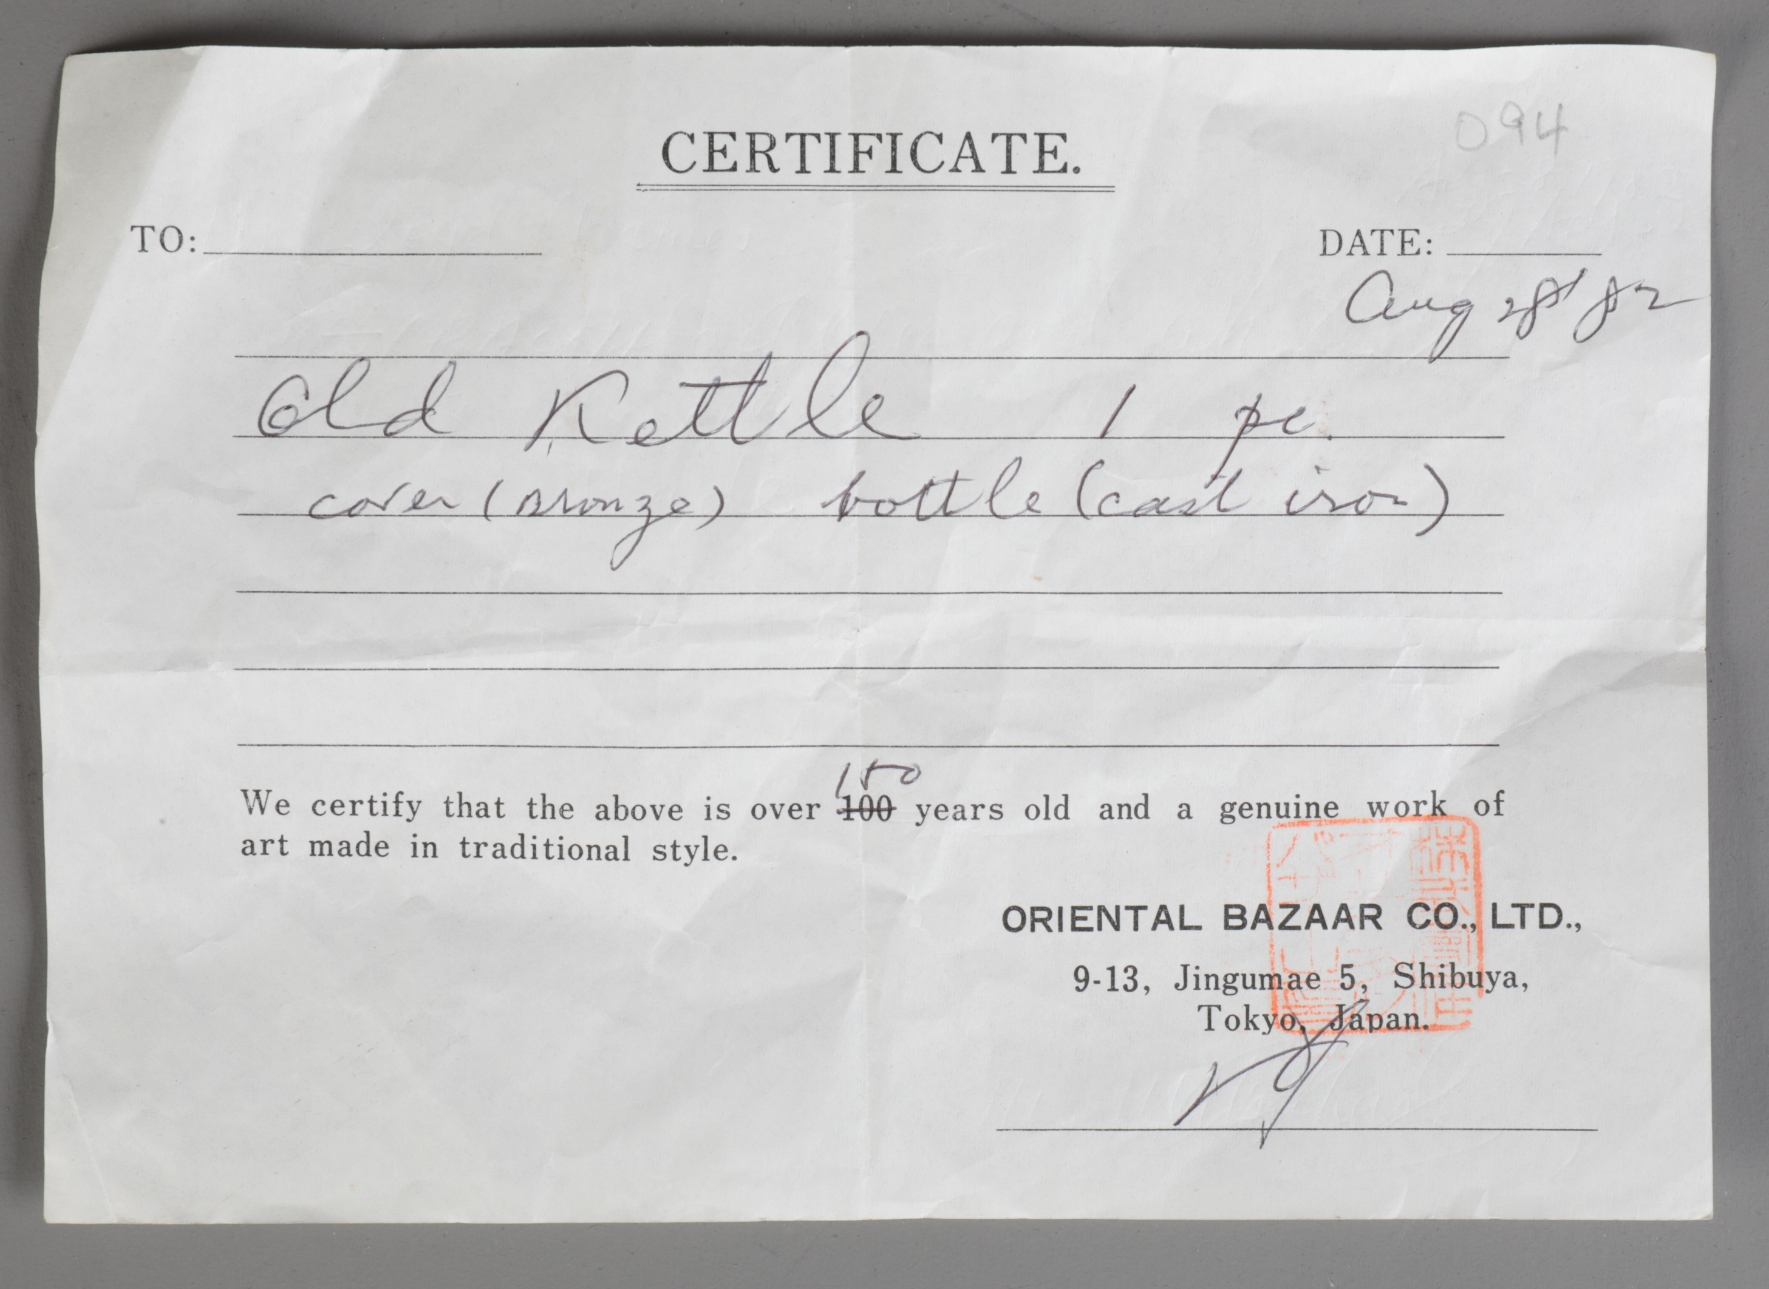 094
CERTIFICATE.
TO:
DATE:
Aug 28' 82
Old Kettle 1 pc.
cover (Bronze) bottle (cast iron)
150
We certify that the above is over 100 years old and a genuine work of
art made in traditional style.
ORIENTAL BAZAAR CO., LTD.,
9-13, Jingumae 5, Shibuya,
Tokyo, Japan.